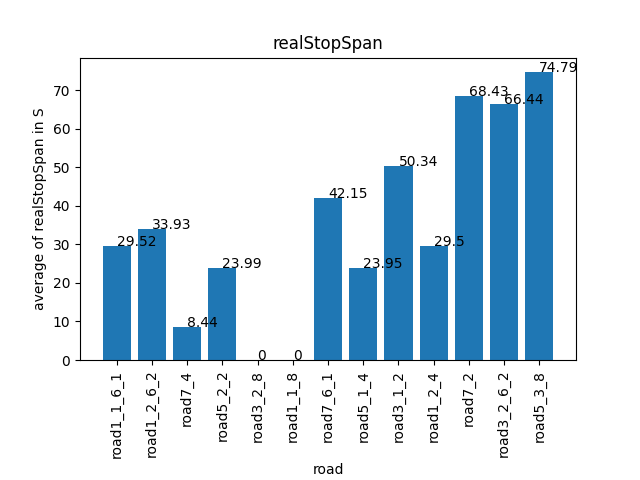 realStopSpan
average of realStopSpan in S
70
60
50
40
30
20
10
0
29.52
33.93
8.44
23.99
0
0
42.15
23.95
50.34
29.5
68.43
66.44
74.79
road1_1_6_1
road1_2_6_2
road7_4
road5_2_2
road3_2_8
road1_1_8
road7_6_1
road5_1_4
road3_1_2
road1_2_4
road7_2
road3_2_6_2
road5_3_8
road